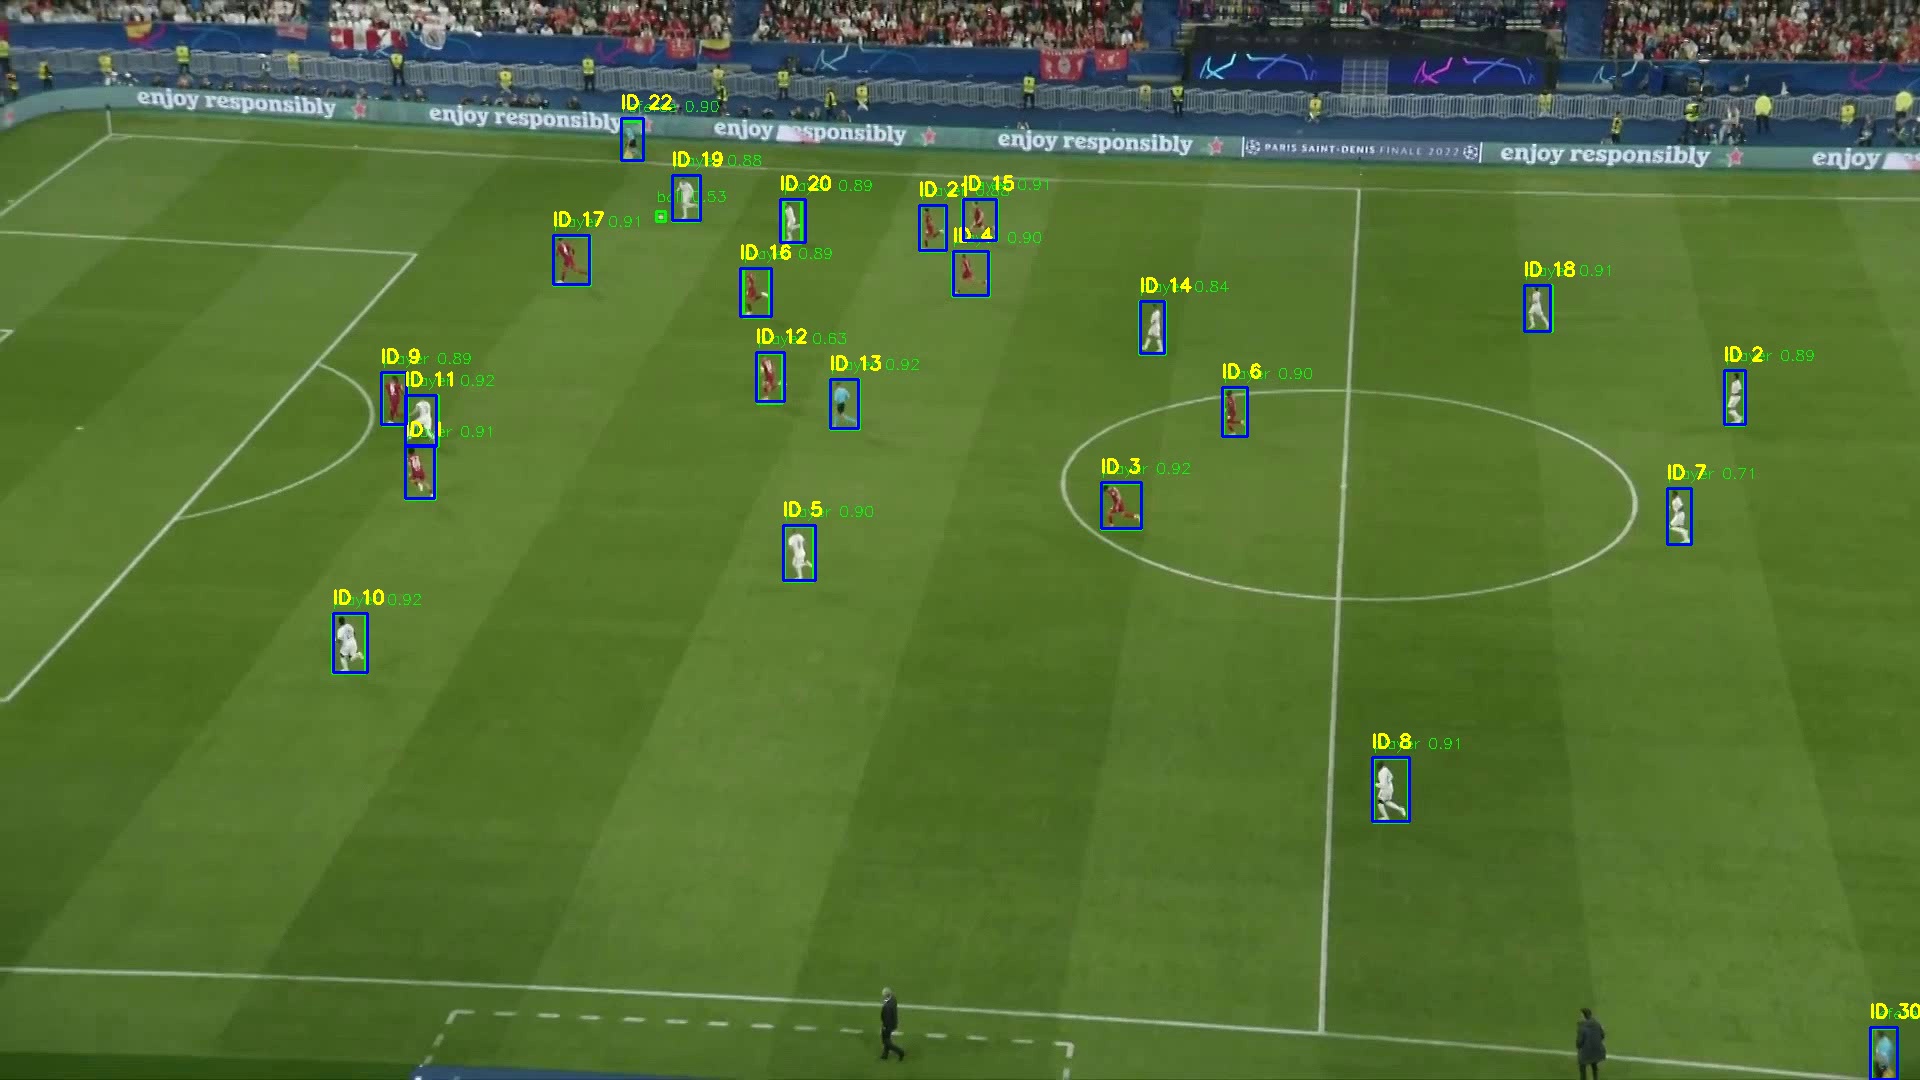 enjoy responsibly
enjoy responsibly
enjoy responsibly
enjoy responsibly
PARIS SAINT-DENIS FINALE 2022
enjoy responsibly
enjoy
ID 22
0.90
ID 19
0.88
0.53
ID 20
0.89
ID 21
ID 15
0.91
ID 17
0.91
ID 4
0.90
ID 16
0.89
ID 14
0.84
ID 18
0.91
ID 12
0.63
ID 13
0.92
ID 9
0.89
ID 11
0.92
0.91
ID 6
0.90
ID 2
0.89
ID 3
0.92
ID 7
0.71
ID 5
0.90
ID 10
0.92
ID 8
0.91
ID 30